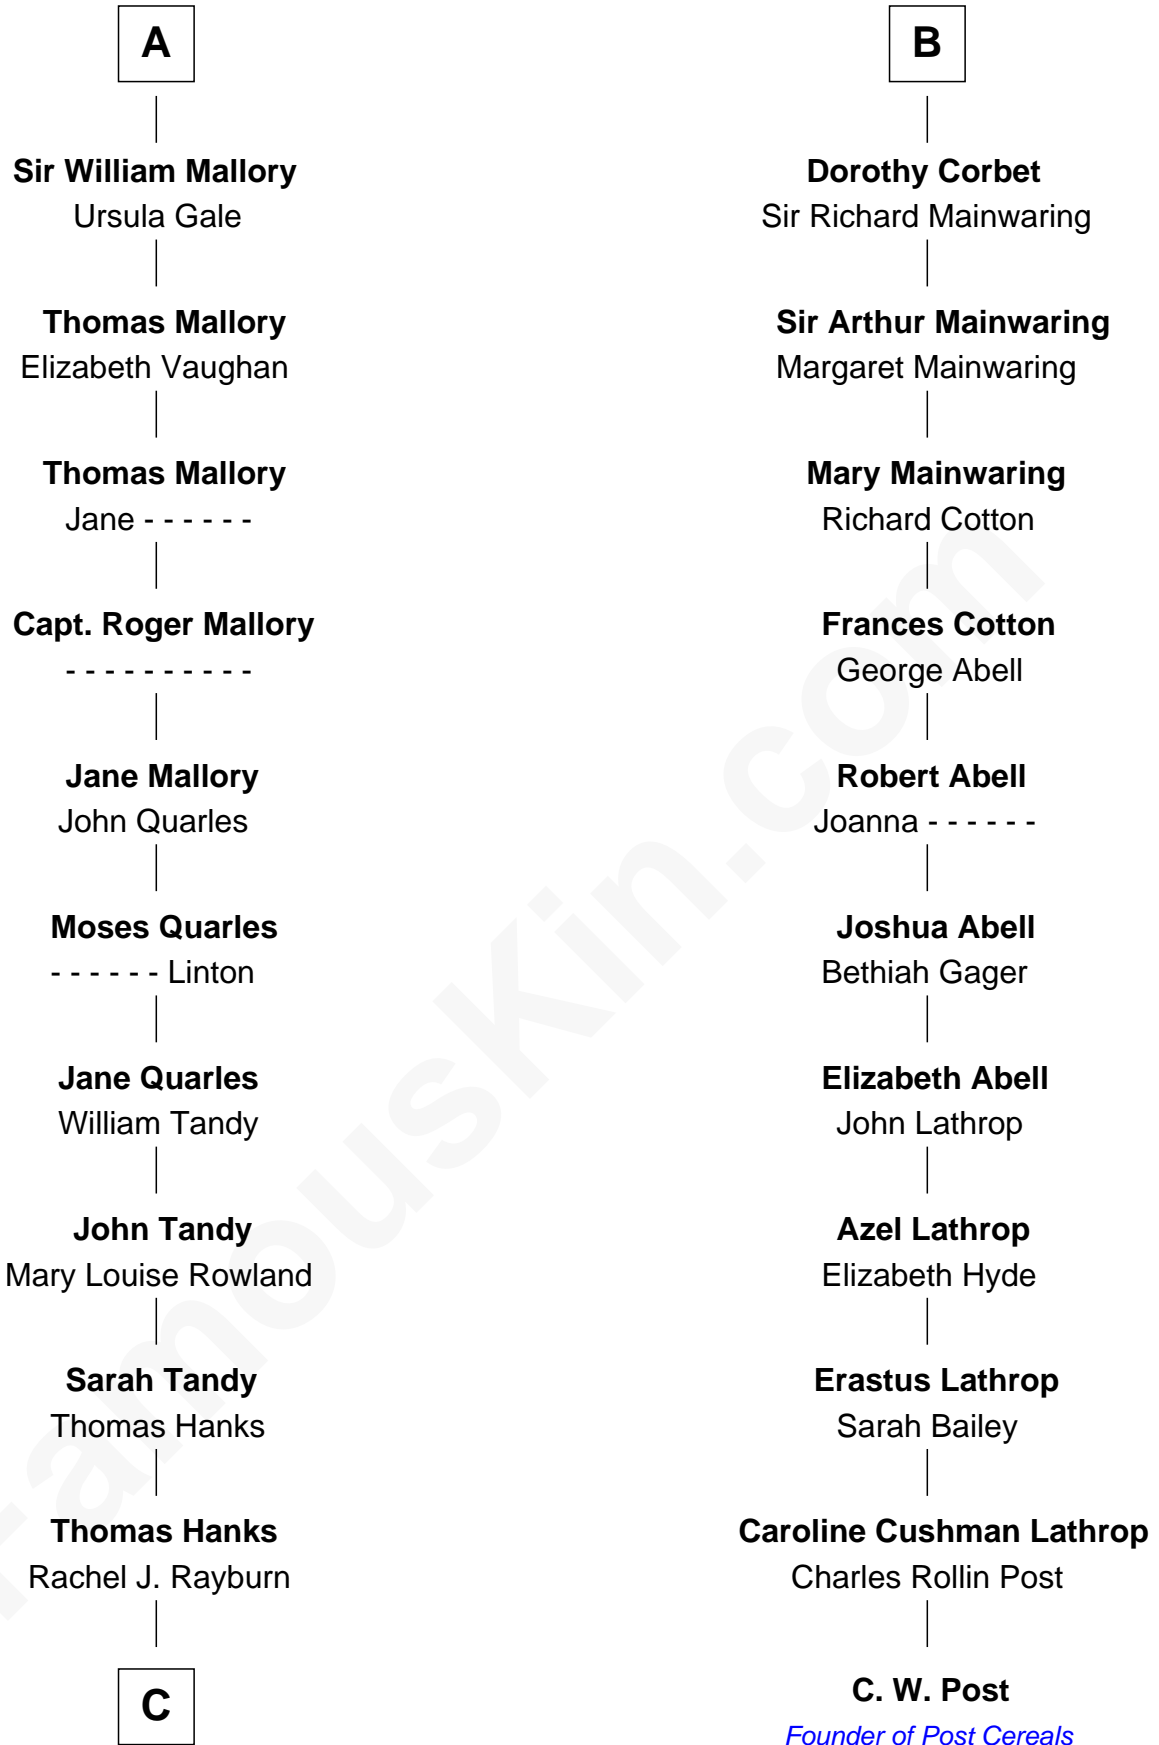 A
Sir William Mallory
Ursula Gale
Thomas Mallory
Elizabeth Vaughan
Thomas Mallory
Jane - - - - - -
Capt. Roger Mallory
- - - - - - - - - -
Jane Mallory
John Quarles
Moses Quarles
- - - - - - Linton
Jane Quarles
William Tandy
John Tandy
Mary Louise Rowland
Sarah Tandy
Thomas Hanks
Thomas Hanks
Rachel J. Rayburn
C
B
Dorothy Corbet
Sir Richard Mainwaring
Sir Arthur Mainwaring
Margaret Mainwaring
Mary Mainwaring
Richard Cotton
Frances Cotton
George Abell
Robert Abell
Joanna - - - - - -
Joshua Abell
Bethiah Gager
Elizabeth Abell
John Lathrop
Azel Lathrop
Elizabeth Hyde
Erastus Lathrop
Sarah Bailey
Caroline Cushman Lathrop
Charles Rollin Post
C. W. Post
Founder of Post Cereals
FamousKin.com